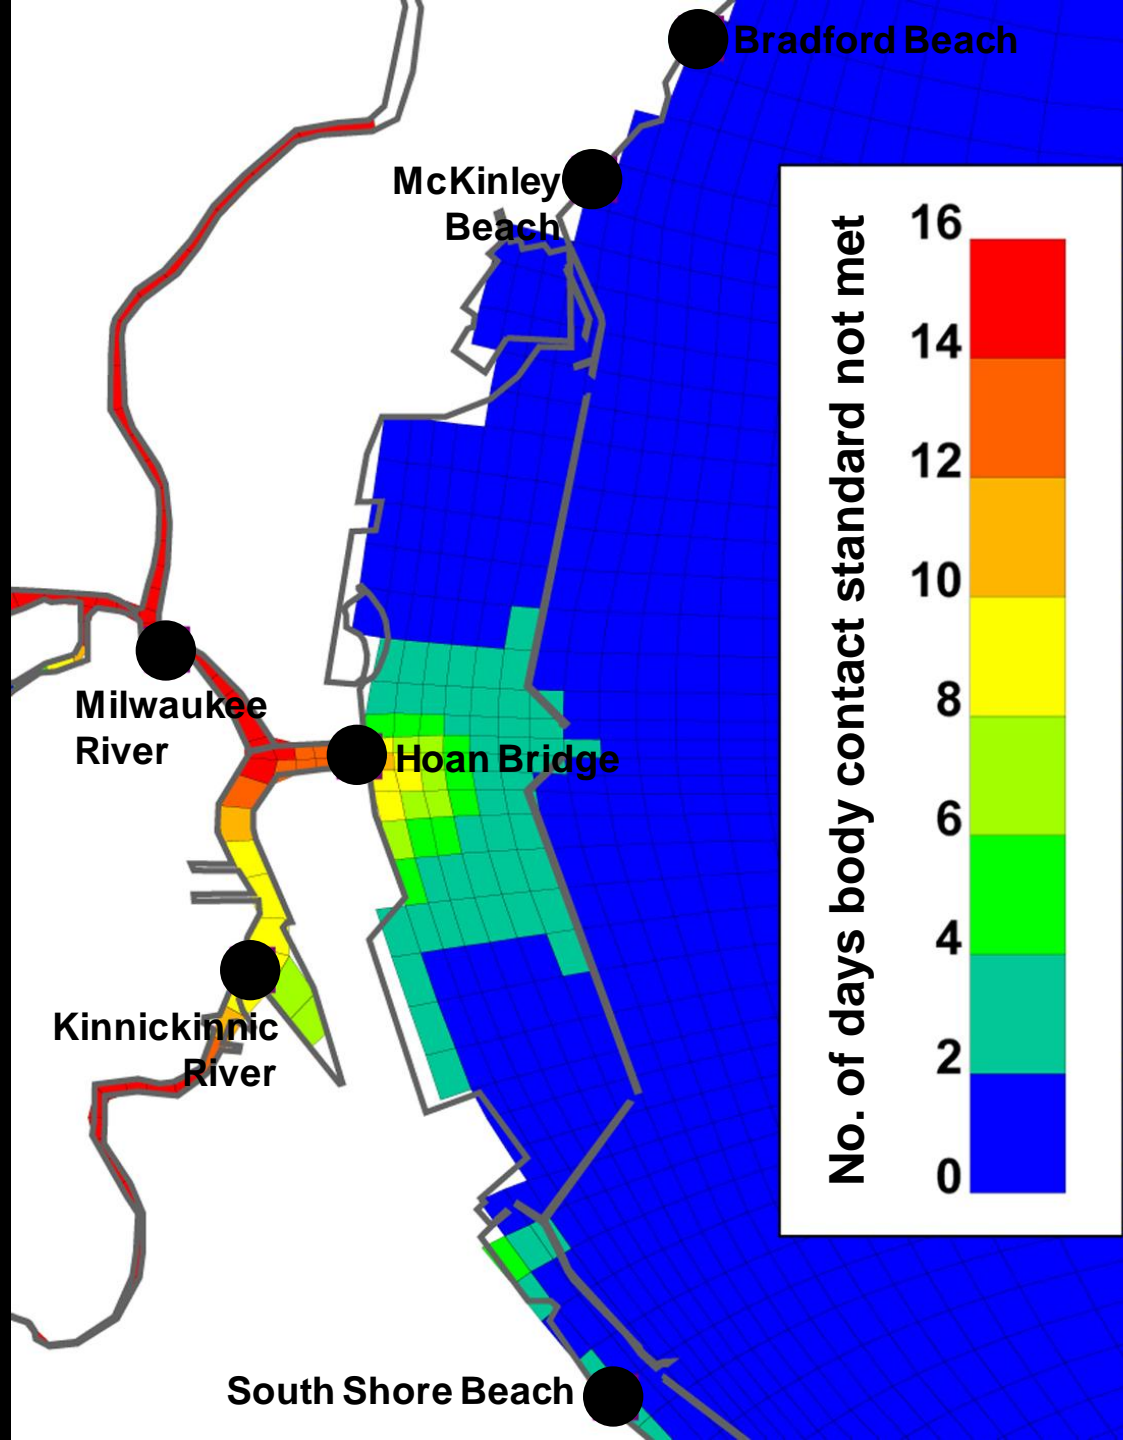 Bradford Beach
McKinley
Beach
Milwaukee
River
Hoan Bridge
Kinnickinnic
River
South Shore Beach
No. of days body contact standard not met
16
14
12
10
8
6
4
2
0